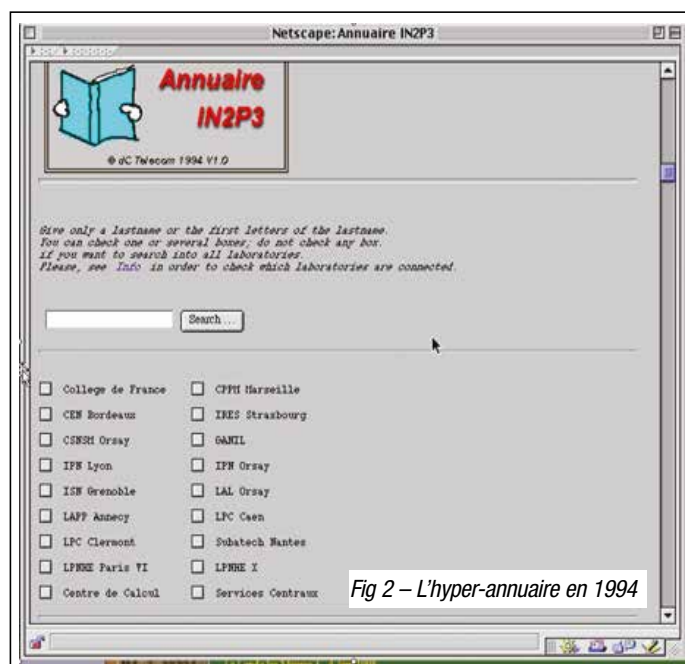 Netscape: Annuaire IN2P3
Annuaire
IN2P3
© dC Telecom 1994 V1.0
Give only a lastname or the first letters of the lastname.
You can check one or several boxes; do not check any box.
if you want to search into all laboratories.
Please, see Info in order to check which laboratories are connected.
Search ...
College de France
CPPM Marseille
CEN Bordeaux
IRES Strasbourg
CSNSM Orsay
GANIL
IPN Lyon
IPN Orsay
ISN Grenoble
LAL Orsay
LAPP Annecy
LPC Caen
LPC Clermont
Subatech Nantes
LPNHE Paris VI
LPNHE X
Centre de Calcul
Services Centraux
Fig 2 – L'hyper-annuaire en 1994